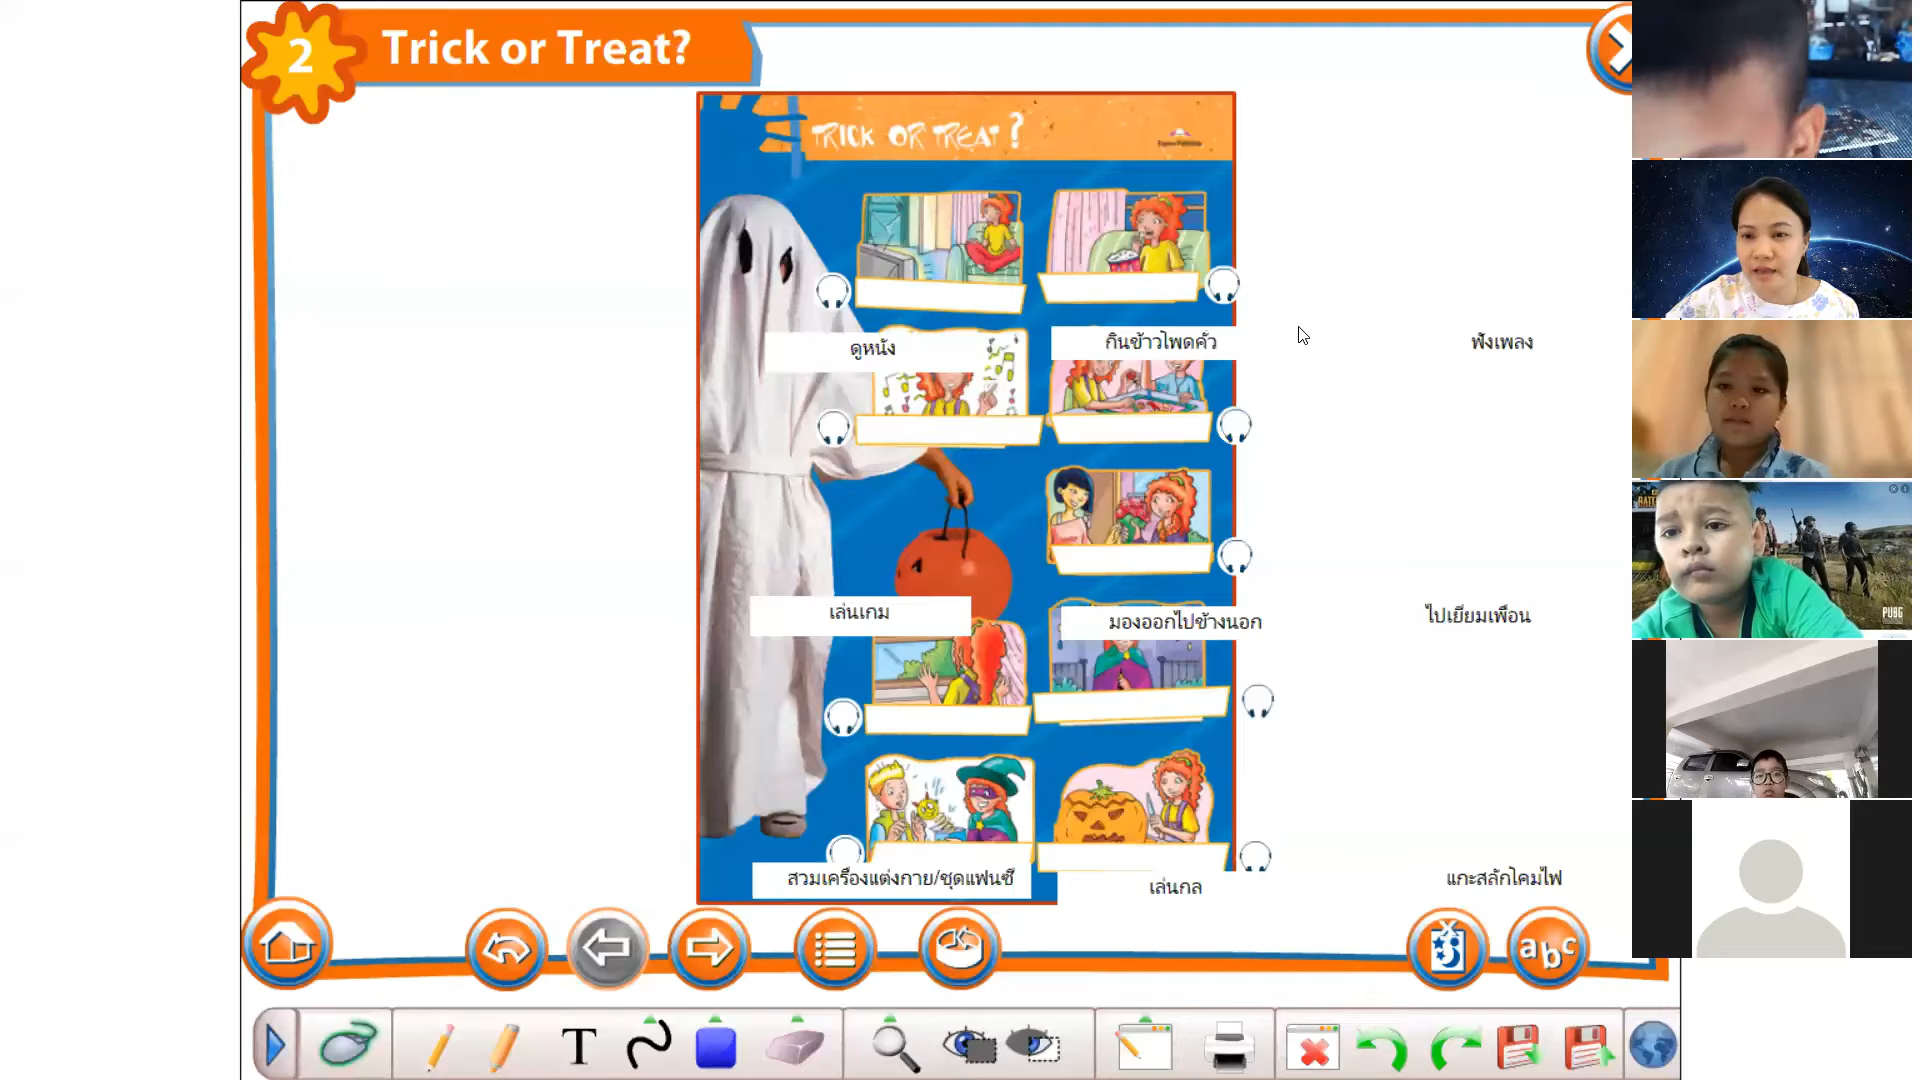 2 Trick or Treat?
TRICK OR TREAT?
ดูหนัง
กินข้าวโพดคั่ว
ฟังเพลง
เล่นเกม
มองออกไปข้างนอก
ไปเยี่ยมเพื่อน
สวมเครื่องแต่งกาย/ชุดแฟนซี
เล่นกล
แกะสลักโคมไฟ
abc
T
PUBG